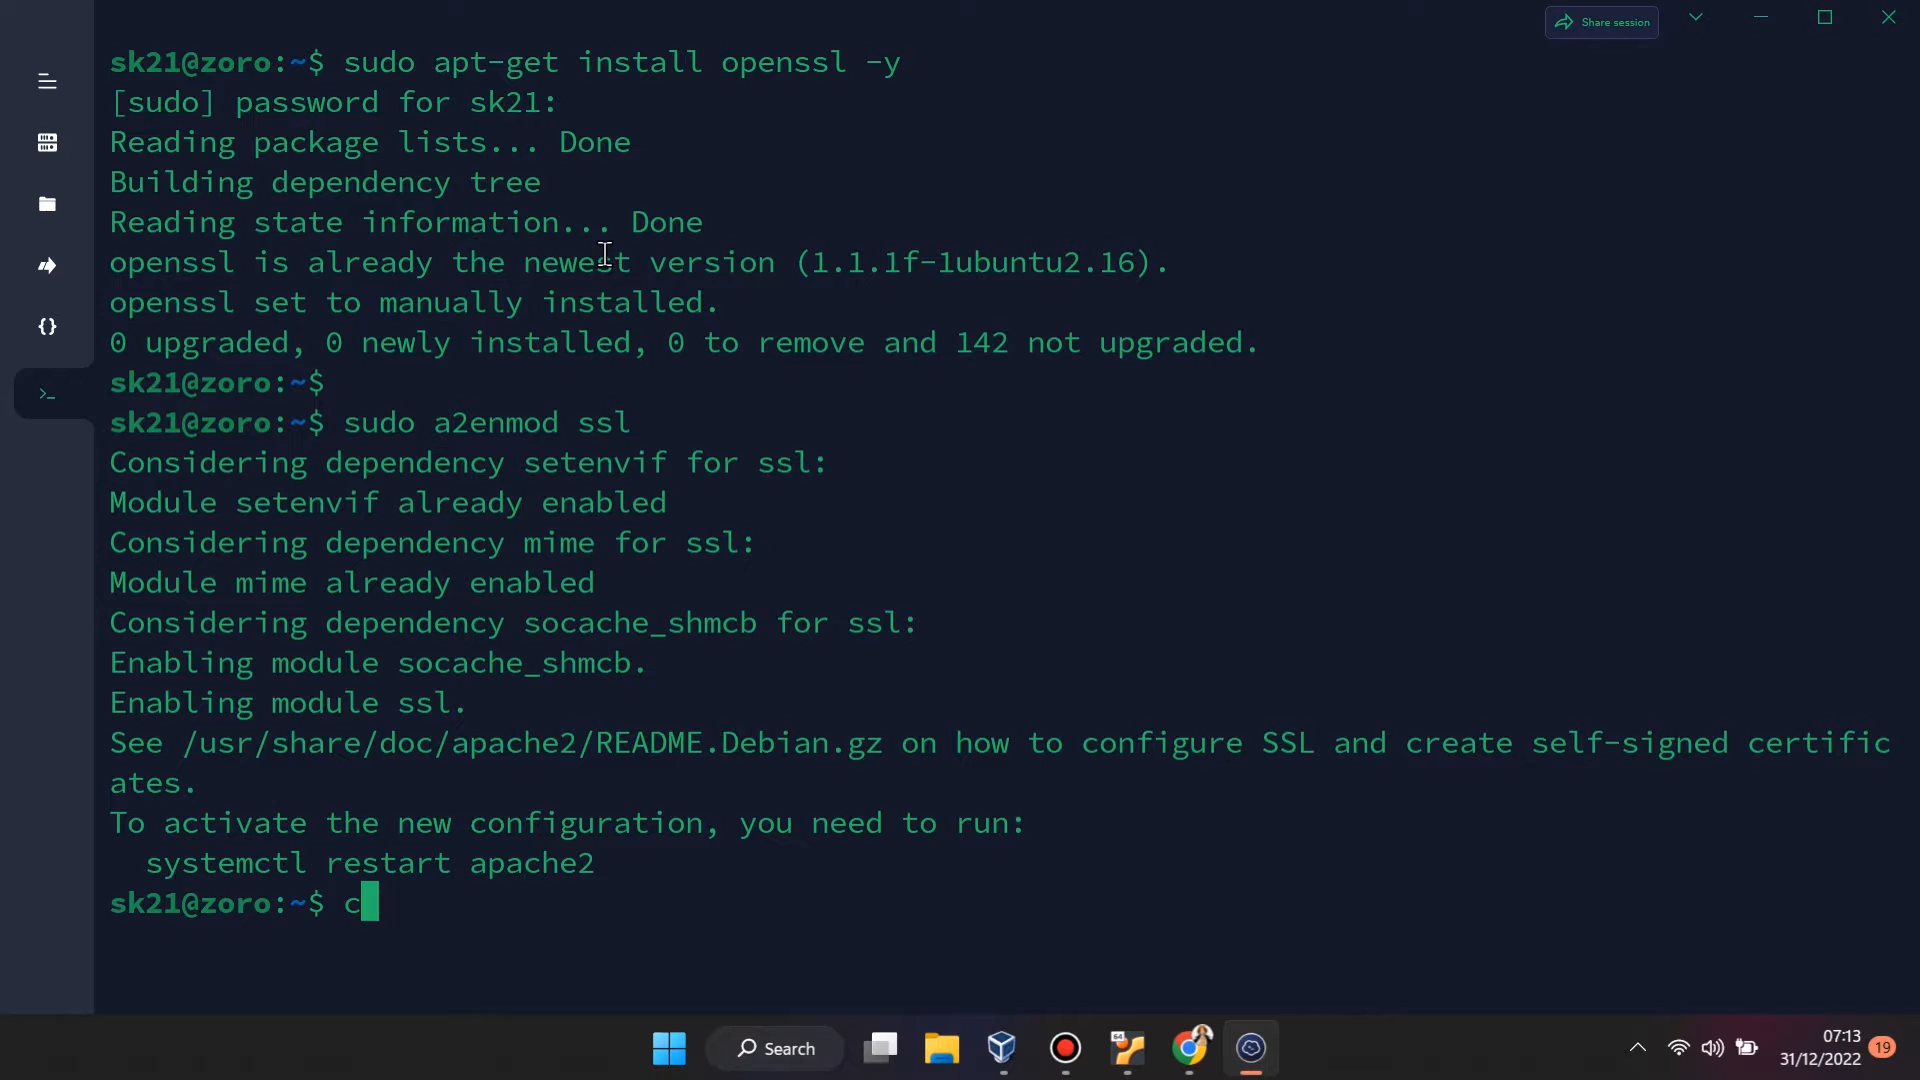 Share session
sk21@zoro:~$ sudo apt-get install openssl -y
[sudo] password for sk21:
Reading package lists... Done
Building dependency tree
Reading state information... Done
openssl is already the newest version (1.1.1f-1ubuntu2.16).
openssl set to manually installed.
0 upgraded, 0 newly installed, 0 to remove and 142 not upgraded.
sk21@zoro:~$
sk21@zoro:~$ sudo a2enmod ssl
Considering dependency setenvif for ssl:
Module setenvif already enabled
Considering dependency mime for ssl:
Module mime already enabled
Considering dependency socache_shmcb for ssl:
Enabling module socache_shmcb.
Enabling module ssl.
See /usr/share/doc/apache2/README.Debian.gz on how to configure SSL and create self-signed certific
ates.
To activate the new configuration, you need to run:
  systemctl restart apache2
sk21@zoro:~$ c
Search
64
07:13
31/12/2022
19